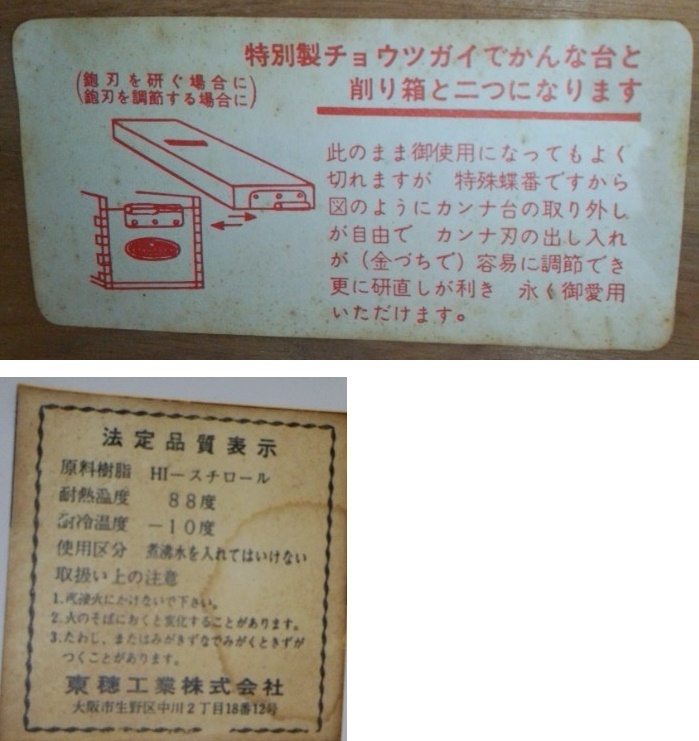 特別製チョウツガイでかんな台と
削り箱と二つになります
(鉋刃を研ぐ場合に
鉋刃を調節する場合に)
此のまま御使用になってもよく
切れますが 特殊蝶番ですから
図のようにカンナ台の取り外し
が自由で カンナ刃の出し入れ
が(金づちで)容易に調節でき
更に研直しが利き 永く御愛用
いただけます。
法定品質表示
原料樹脂 HI—スチロール
耐熱温度 88度
耐冷温度 −10度
使用区分 煮沸水を入れてはいけない
取扱い上の注意
1.直接火にかけないで下さい。
2.火のそばにおくと変化することがあります。
3.たわし、またはみがきずなでみがくときずが
つくことがあります。
東穂工業株式会社
大阪市生野区中川2丁目18番12号